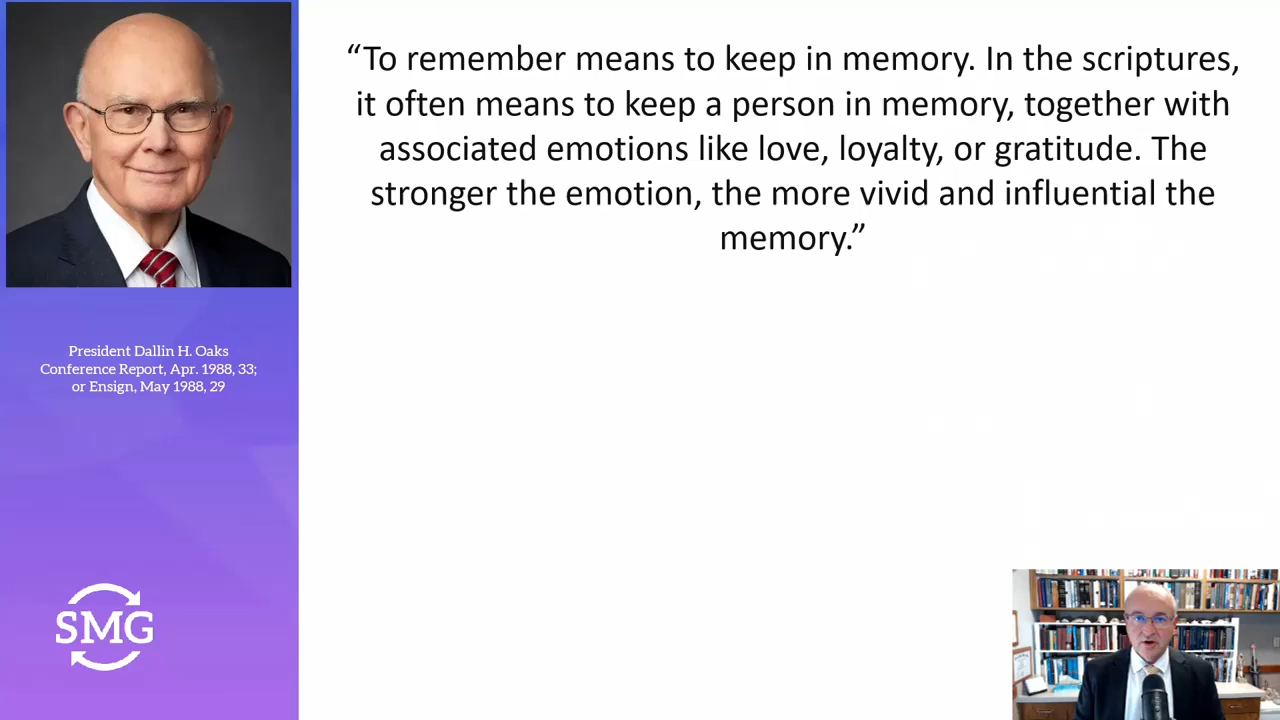 “To remember means to keep in memory. In the scriptures,
it often means to keep a person in memory, together with
associated emotions like love, loyalty, or gratitude. The
stronger the emotion, the more vivid and influential the
memory.”
President Dallin H. Oaks
Conference Report, Apr. 1988, 33;
or Ensign, May 1988, 29
SMG